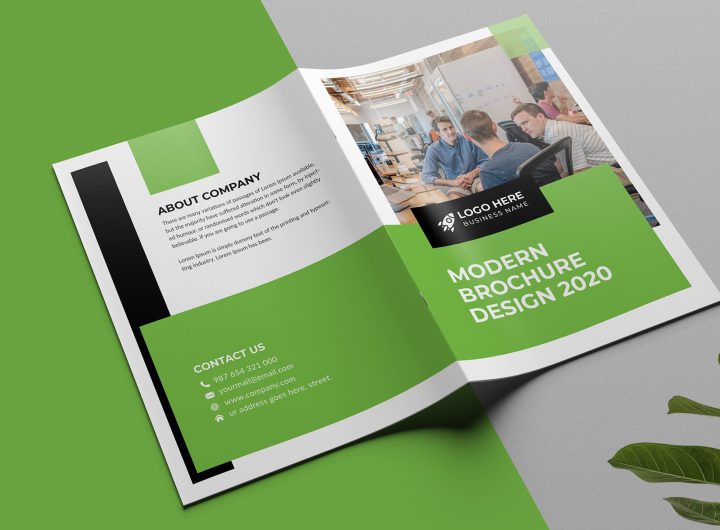 ABOUT COMPANY
There are many variations of passages of Lorem Ipsum available,
but the majority have suffered alteration in some form, by inject-
ed humour, or randomised words which don't look even slightly
believable. If you are going to use a passage.
Lorem Ipsum is simply dummy text of the printing and typeset-
ting industry. Lorem Ipsum has been.
CONTACT US
987 654 321 000
yourmail@email.com
www.company.com
ur address goes here, street.
LOGO HERE
BUSINESS NAME
MODERN
BROCHURE
DESIGN 2020